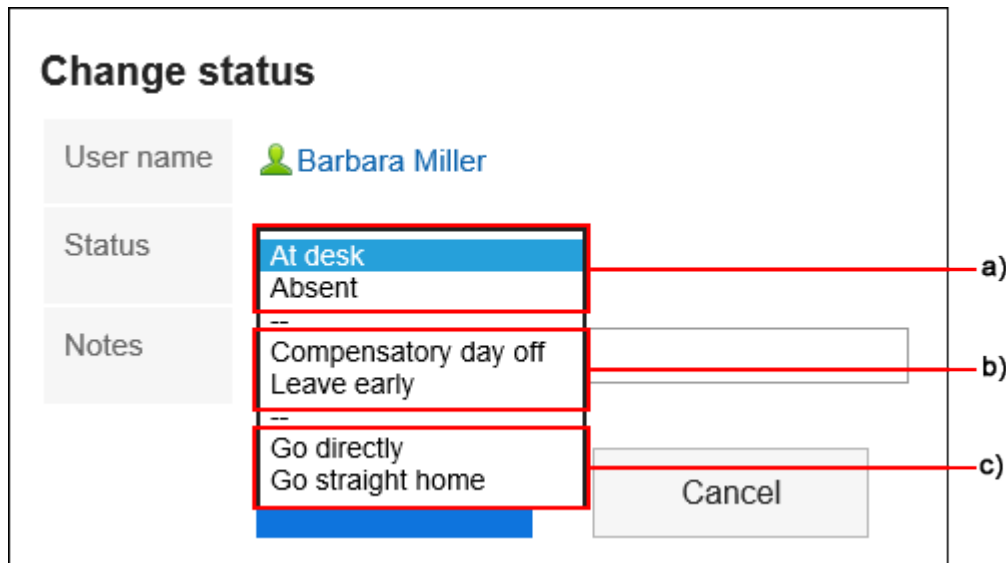 Change status
User name Barbara Miller
Status
At desk
Absent
a)
--
Notes
Compensatory day off
Leave early
b)
--
Go directly
Go straight home
c)
Cancel